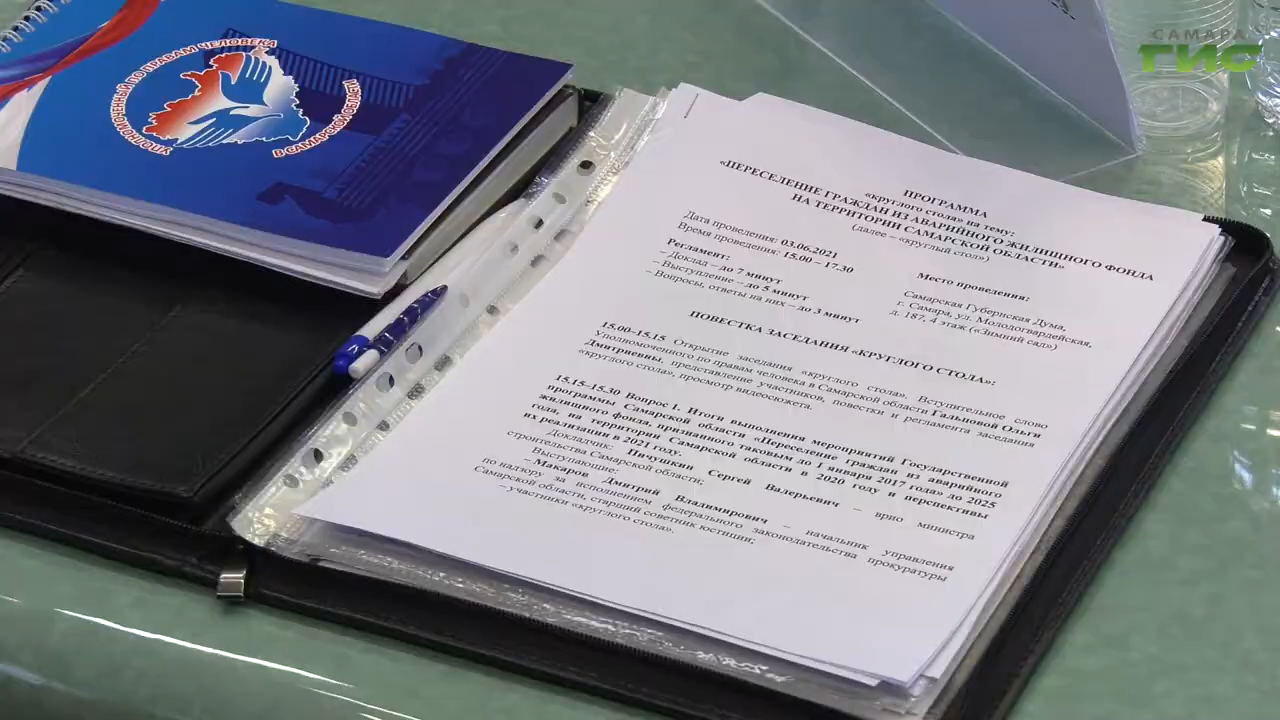 САМАРА
ГИС
УПОЛНОМОЧЕННЫЙ ПО ПРАВАМ ЧЕЛОВЕКА
В САМАРСКОЙ ОБЛАСТИ
ПРОГРАММА
«круглого стола» на тему:
«ПЕРЕСЕЛЕНИЕ ГРАЖДАН ИЗ АВАРИЙНОГО ЖИЛИЩНОГО ФОНДА
НА ТЕРРИТОРИИ САМАРСКОЙ ОБЛАСТИ»
(далее – «круглый стол»)
Дата проведения: 03.06.2021
Время проведения: 15.00 – 17.30
Регламент:
– Доклад – до 7 минут
– Выступление – до 5 минут
– Вопросы, ответы на них – до 3 минут
Место проведения:
Самарская Губернская Дума,
г. Самара, ул. Молодогвардейская,
д. 187, 4 этаж («Зимний сад»)
ПОВЕСТКА ЗАСЕДАНИЯ «КРУГЛОГО СТОЛА»:
15.00–15.15 Открытие заседания «круглого стола». Вступительное слово
Уполномоченного по правам человека в Самарской области Гальцовой Ольги
Дмитриевны, представление участников, повестки и регламента заседания
«круглого стола», просмотр видеосюжета.
15.15–15.30 Вопрос 1. Итоги выполнения мероприятий Государственной
программы Самарской области «Переселение граждан из аварийного
жилищного фонда, признанного таковым до 1 января 2017 года» до 2025
года, на территории Самарской области в 2020 году и перспективы
их реализации в 2021 году.
Докладчик: Пичушкин Сергей Валерьевич – врио министра
строительства Самарской области;
Выступающие:
– Макаров Дмитрий Владимирович – начальник управления
по надзору за исполнением федерального законодательства прокуратуры
Самарской области, старший советник юстиции;
– участники «круглого стола».